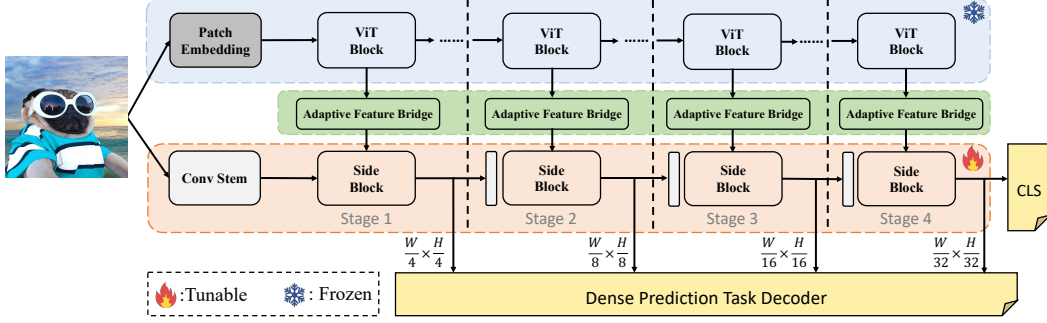 Patch
Embedding
ViT
Block
......
ViT
Block
......
ViT
Block
......
ViT
Block
Adaptive Feature Bridge
Adaptive Feature Bridge
Adaptive Feature Bridge
Adaptive Feature Bridge
Conv Stem
Side
Block
Side
Block
Side
Block
Side
Block
CLS
Stage 1
Stage 2
Stage 3
Stage 4
W/4 × H/4
W/8 × H/8
W/16 × H/16
W/32 × H/32
:Tunable
: Frozen
Dense Prediction Task Decoder